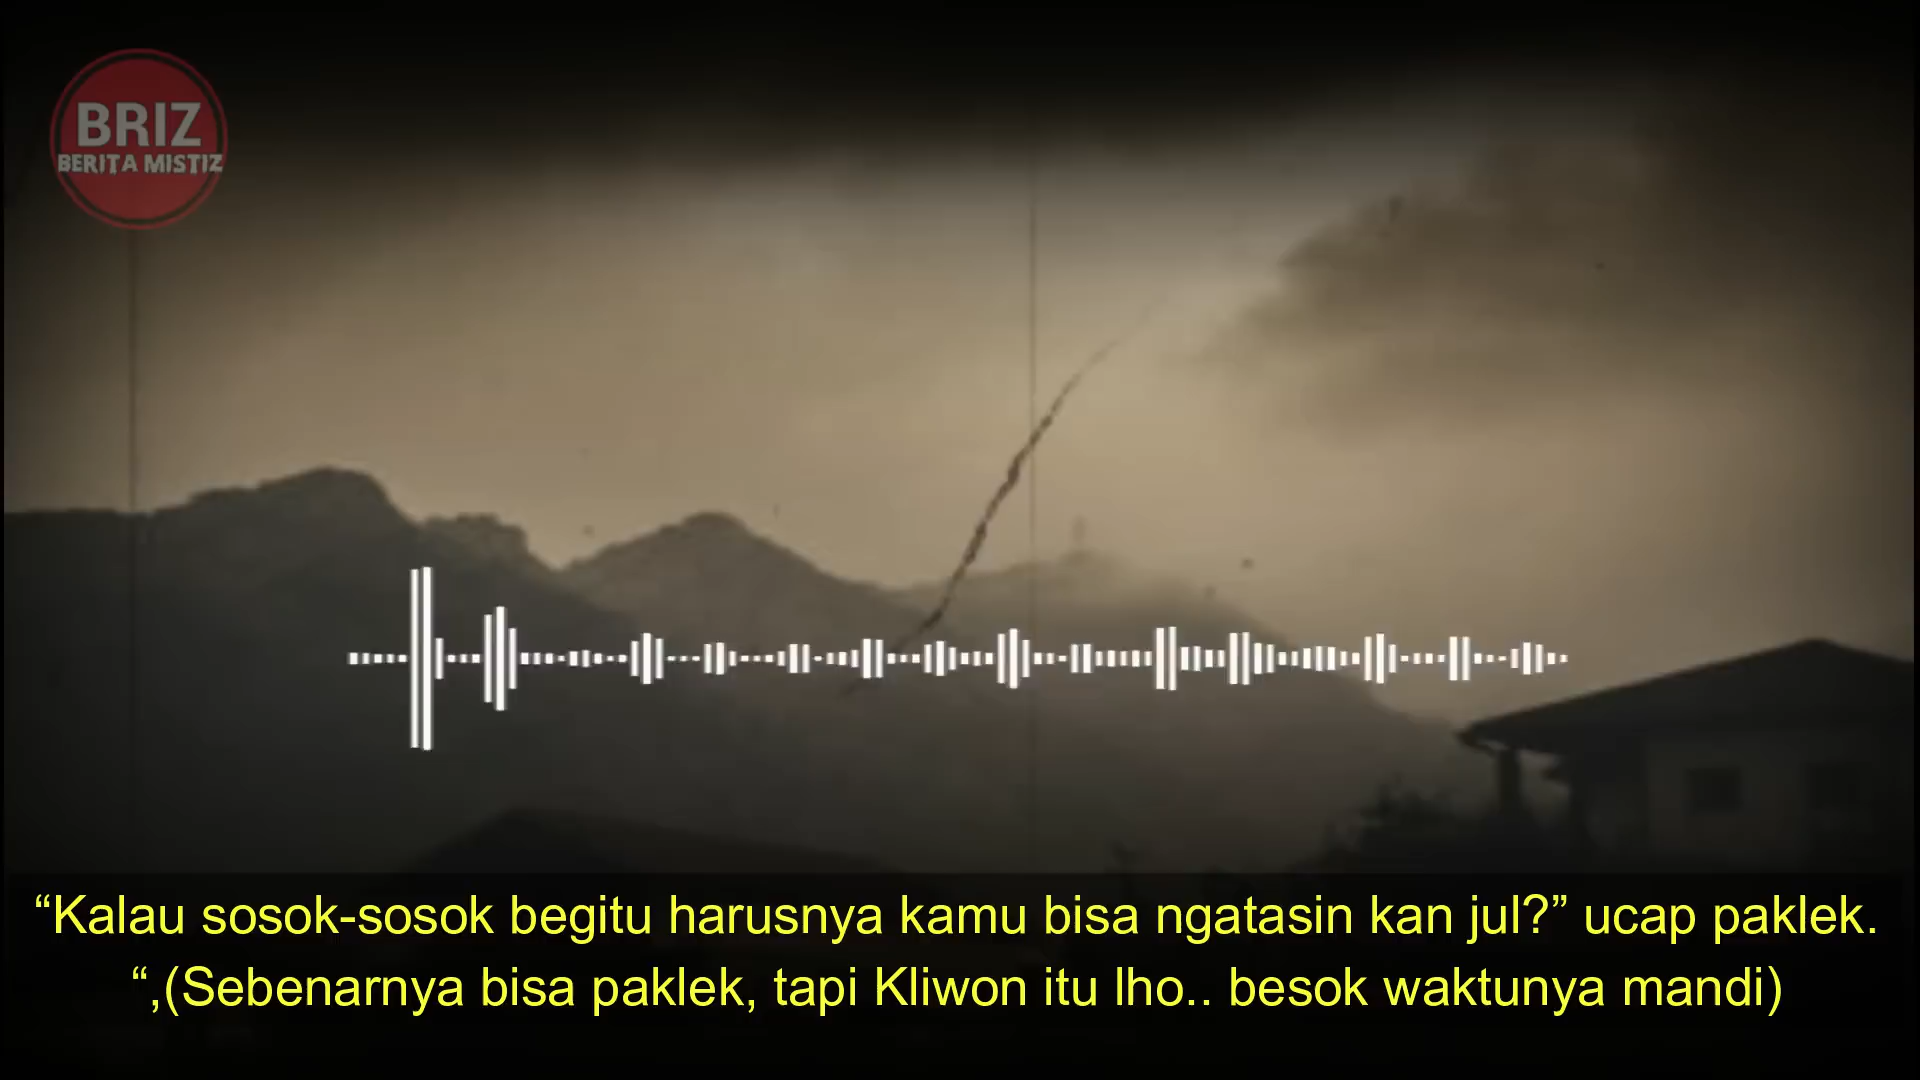 BRIZ
BERITA MISTIZ
“Kalau sosok-sosok begitu harusnya kamu bisa ngatasin kan jul?” ucap paklek.
“,(Sebenarnya bisa paklek, tapi Kliwon itu lho.. besok waktunya mandi)